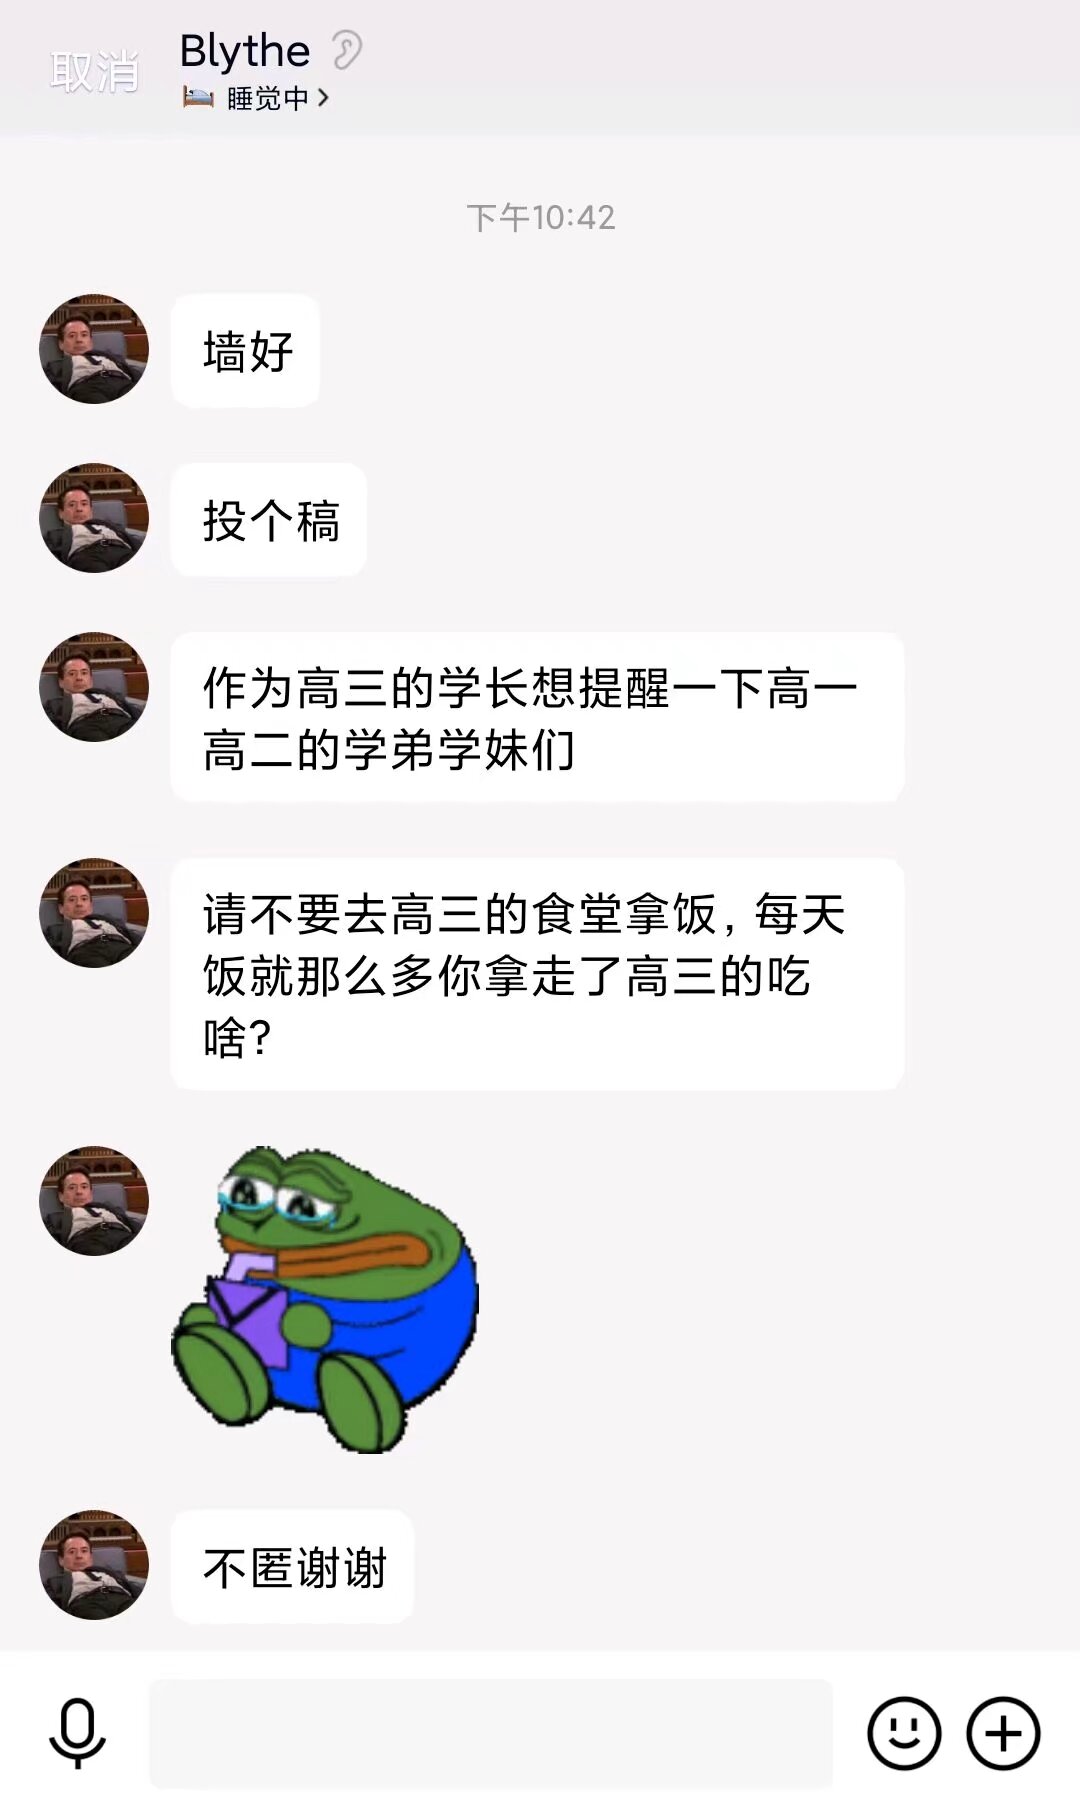 取消
Blythe
睡觉中
下午10:42
墙好
投个稿
作为高三的学长想提醒一下高一
高二的学弟学妹们
请不要去高三的食堂拿饭，每天
饭就那么多你拿走了高三的吃
啥？
不匿谢谢